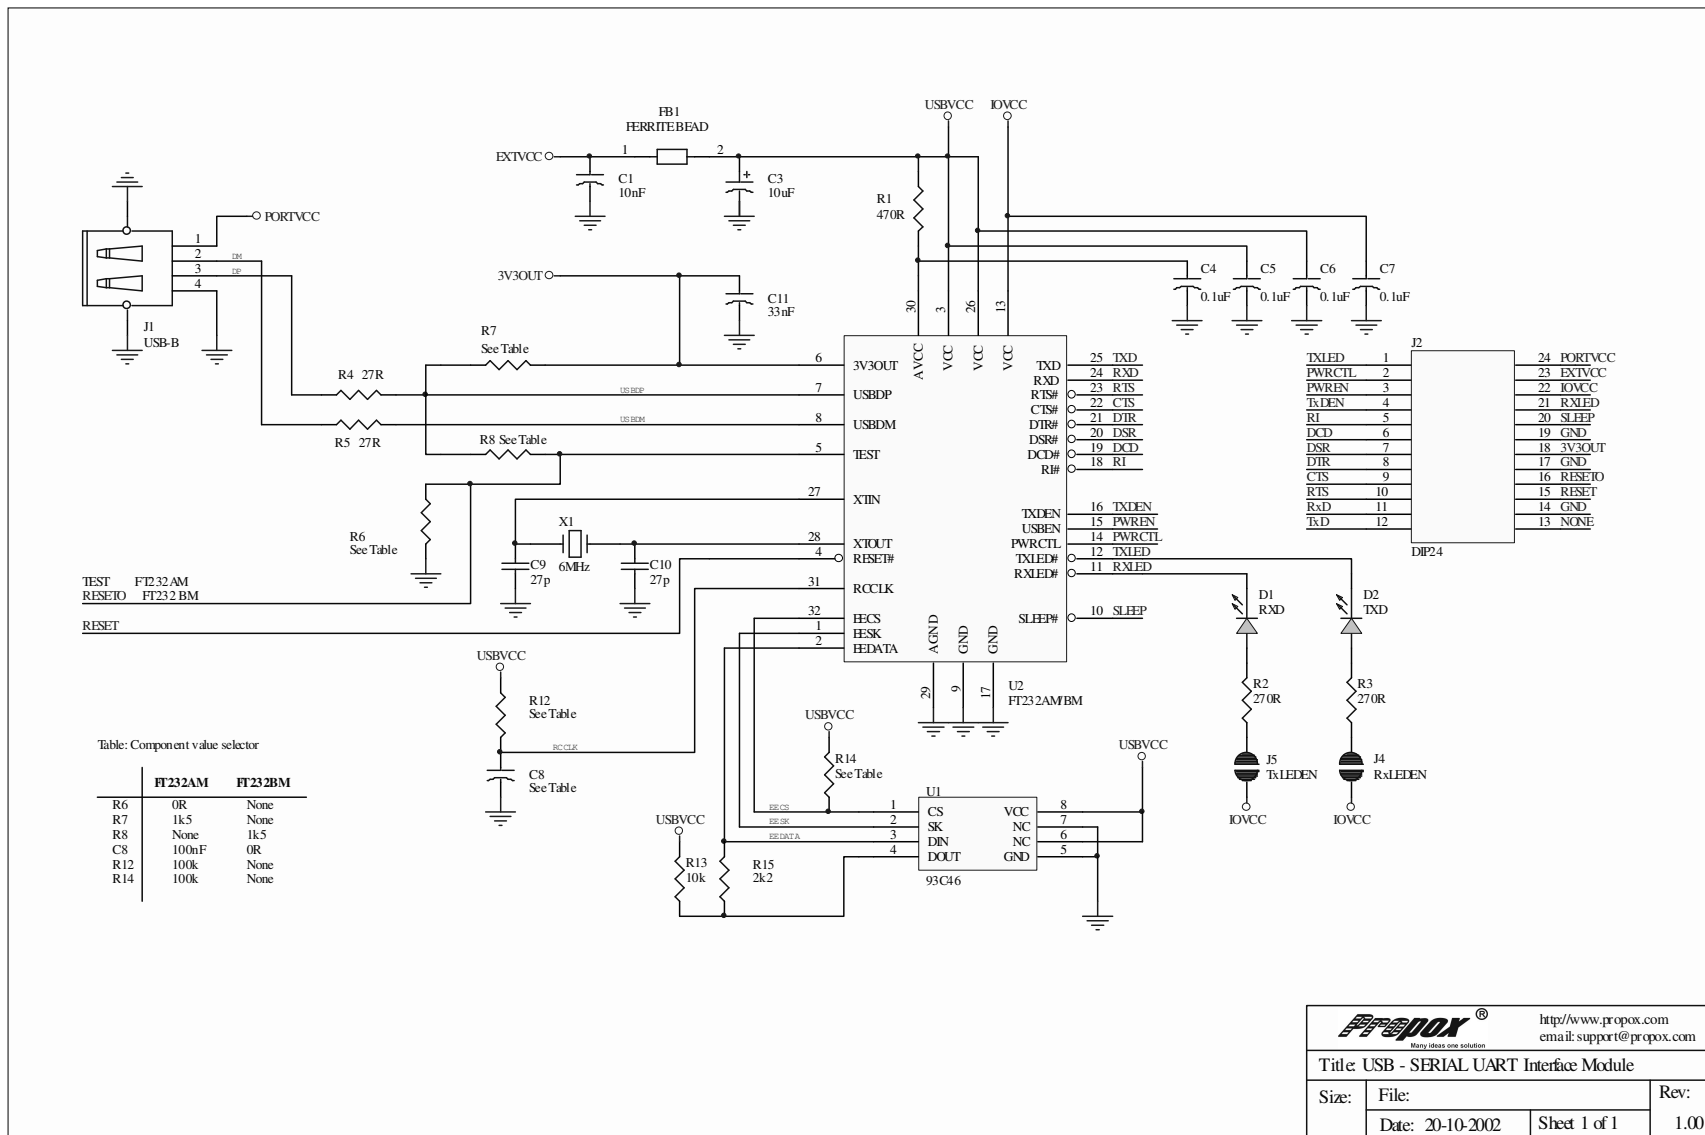 USBVCC IOVCC
FB1
FERRITE BEAD
EXTVCC 1 2
C1
10nF
C3
10uF
+
R1
470R
PORTVCC
1
2 DM
3 DP
4
J1
USB-B
3V3OUT
C11
33nF
C4
0.1uF
C5
0.1uF
C6
0.1uF
C7
0.1uF
30 3 26 13
AVCC VCC VCC VCC
R7
See Table
R4 27R
R5 27R
R8 See Table
R6
See Table
USBDP
USBDM
6 3V3OUT
7 USBDP
8 USBDM
5 TEST
27 XTIN
28 XTOUT
4 RESET#
31 RCCLK
32 EECS
1 EESK
2 EEDATA
TXD 25 TXD
RXD 24 RXD
RTS# 23 RTS
CTS# 22 CTS
DTR# 21 DTR
DSR# 20 DSR
DCD# 19 DCD
RI# 18 RI
TXDEN 16 TXDEN
USBEN 15 PWREN
PWRCTL 14 PWRCTL
TXLED# 12 TXLED
RXLED# 11 RXLED
SLEEP# 10 SLEEP
AGND GND GND
29 9 17
U2
FT232AM/BM
J2
TXLED 1
PWRCTL 2
PWREN 3
TxDEN 4
RI 5
DCD 6
DSR 7
DTR 8
CTS 9
RTS 10
RxD 11
TxD 12
24 PORTVCC
23 EXTVCC
22 IOVCC
21 RXLED
20 SLEEP
19 GND
18 3V3OUT
17 GND
16 RESETO
15 RESET
14 GND
13 NONE
DIP24
X1
6MHz
C9
27p
C10
27p
TEST FT232AM
RESETO FT232 BM
RESET
D1
RXD
D2
TXD
R2
270R
R3
270R
J5
TxLEDEN
J4
RxLEDEN
IOVCC IOVCC
USBVCC
R12
See Table
RCCLK
C8
See Table
USBVCC
R14
See Table
USBVCC
USBVCC
R13
10k
R15
2k2
EECS
EESK
EEDATA
U1
1 CS VCC 8
2 SK NC 7
3 DIN NC 6
4 DOUT GND 5
93C46
Table: Component value selector
FT232AM FT232BM
R6 0R None
R7 1k5 None
R8 None 1k5
C8 100nF 0R
R12 100k None
R14 100k None
Propox ®
Many ideas one solution
http://www.propox.com
email: support@propox.com
Title: USB - SERIAL UART Interface Module
Size: File: Rev:
Date: 20-10-2002 Sheet 1 of 1 1.00